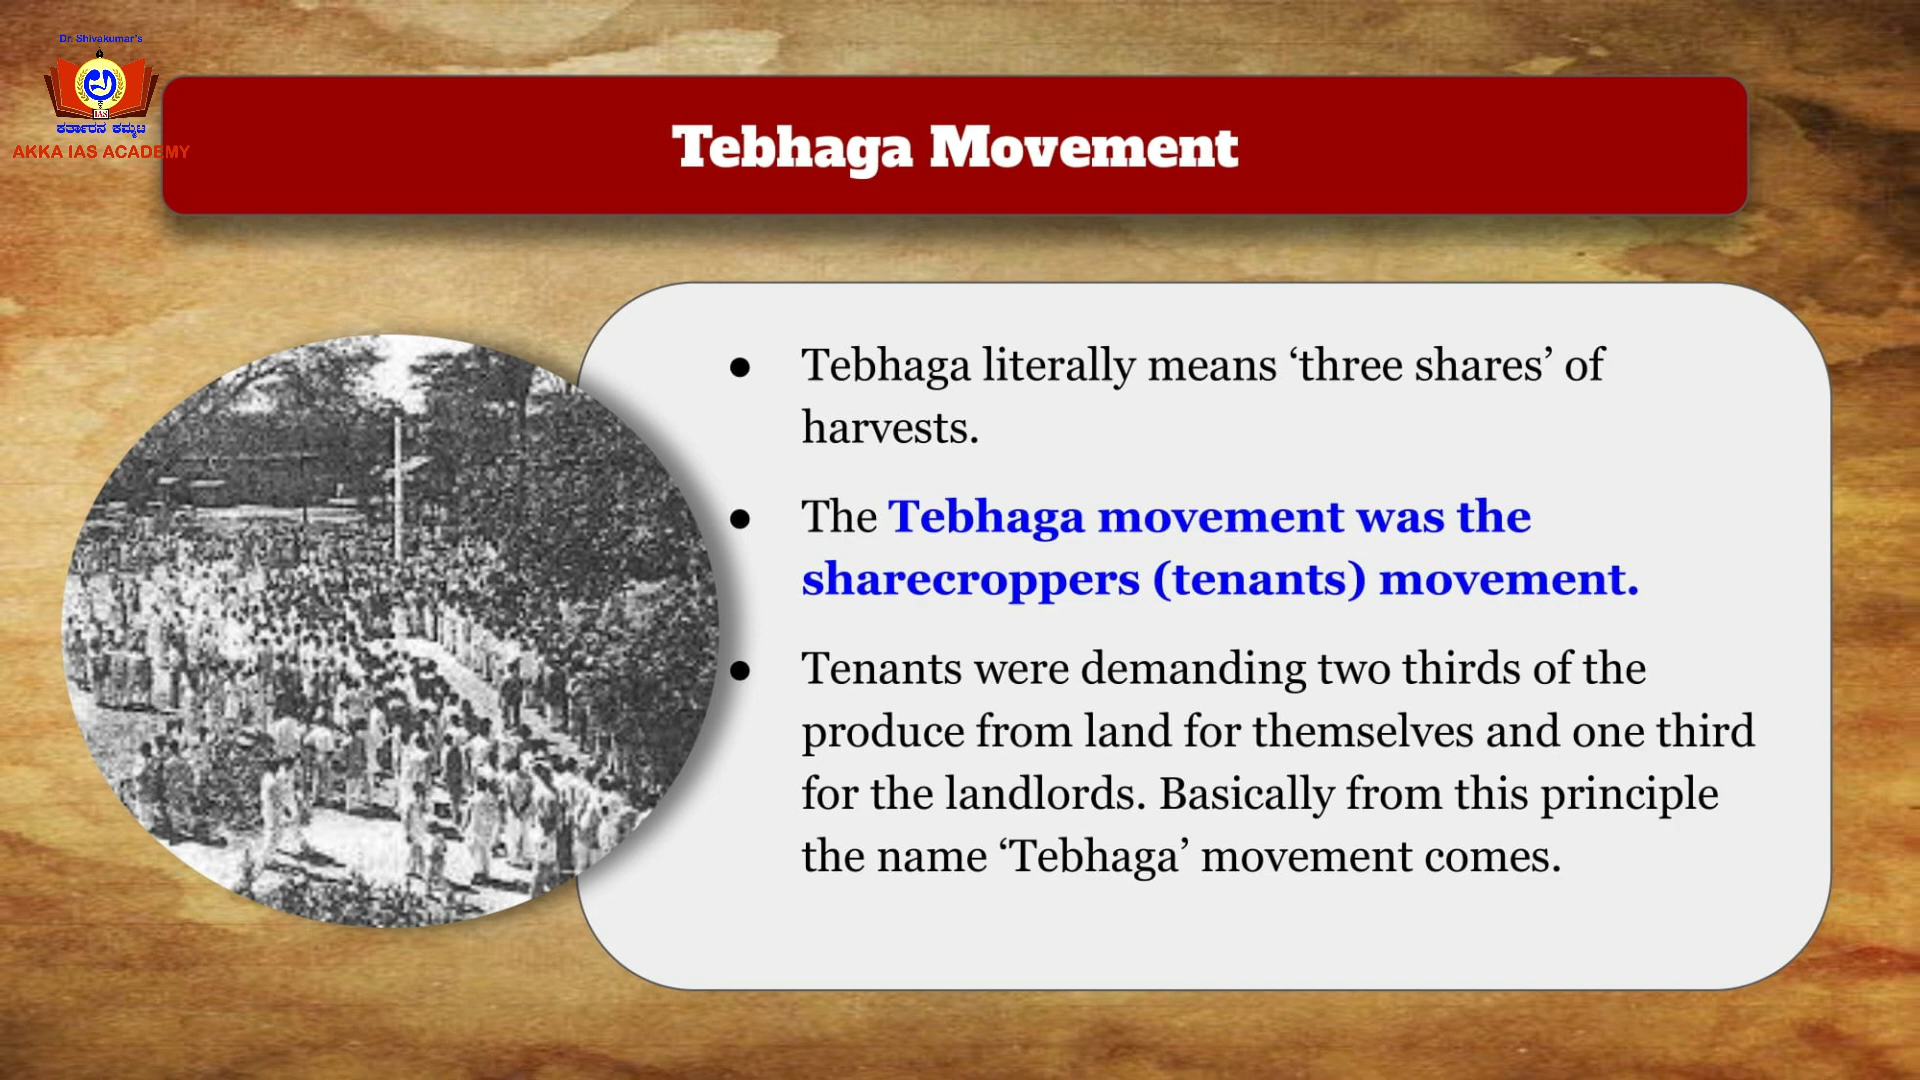 Dr. Shivakumar's
IAS
ಕರ್ತಾರನ ಕಮ್ಮಟ
AKKA IAS ACADEMY
Tebhaga Movement
● Tebhaga literally means ‘three shares’ of
harvests.
● The Tebhaga movement was the
sharecroppers (tenants) movement.
● Tenants were demanding two thirds of the
produce from land for themselves and one third
for the landlords. Basically from this principle
the name ‘Tebhaga’ movement comes.